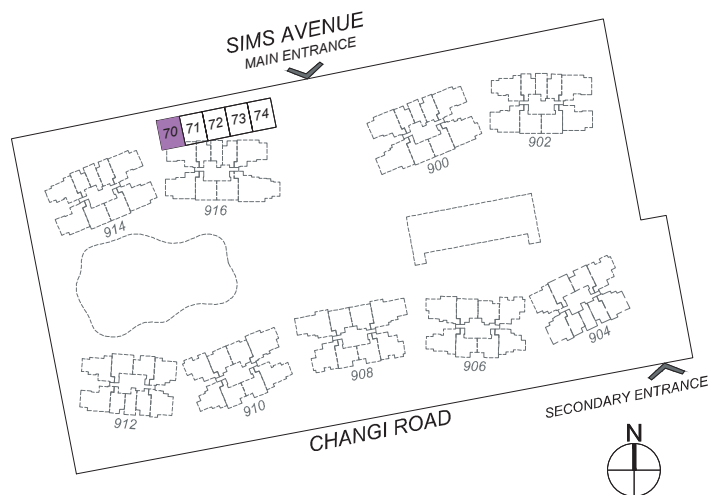 SIMS AVENUE
MAIN ENTRANCE
70 71 72 73 74
902
900
916
914
904
906
908
910
912
SECONDARY ENTRANCE
CHANGI ROAD
N